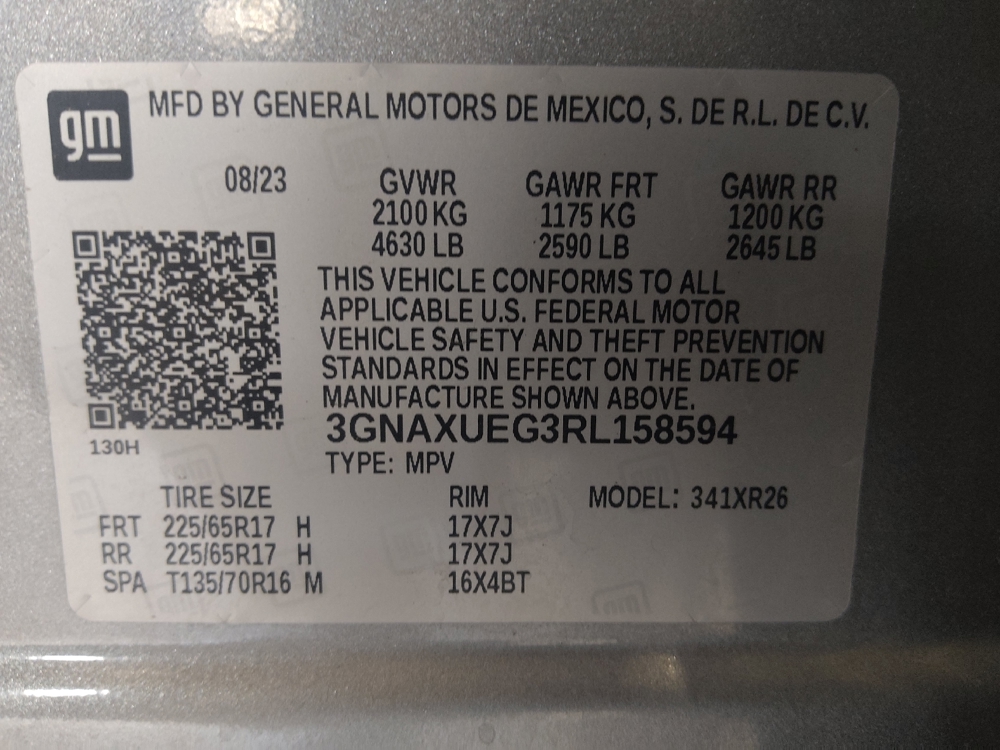 gm MFD BY GENERAL MOTORS DE MEXICO, S. DE R.L. DE C.V.
08/23 GVWR GAWR FRT GAWR RR
2100 KG 1175 KG 1200 KG
4630 LB 2590 LB 2645 LB
THIS VEHICLE CONFORMS TO ALL
APPLICABLE U.S. FEDERAL MOTOR
VEHICLE SAFETY AND THEFT PREVENTION
STANDARDS IN EFFECT ON THE DATE OF
MANUFACTURE SHOWN ABOVE.
3GNAXUEG3RL158594
130H
TYPE: MPV
TIRE SIZE RIM MODEL: 341XR26
FRT 225/65R17 H 17X7J
RR 225/65R17 H 17X7J
SPA T135/70R16 M 16X4BT